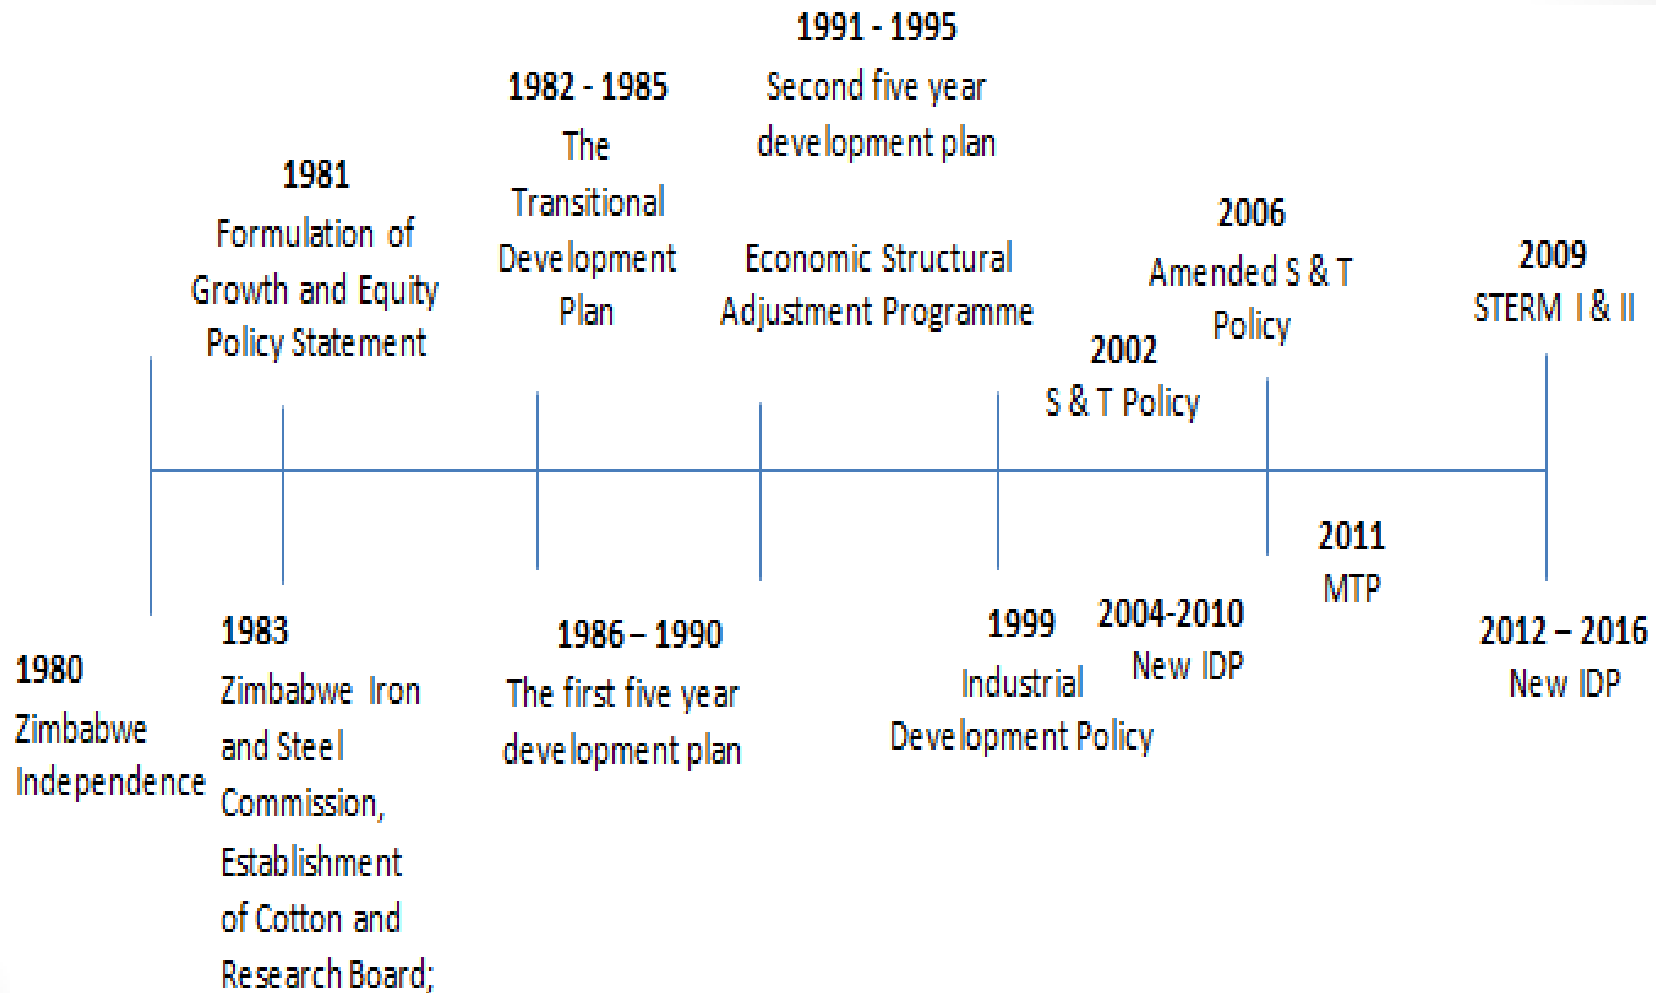 1991 - 1995
Second five year
development plan
Economic Structural
Adjustment Programme
1982 - 1985
The
Transitional
Development
Plan
1981
Formulation of
Growth and Equity
Policy Statement
2002
S & T Policy
2006
Amended S & T
Policy
2009
STERM I & II
1980
Zimbabwe
Independence
1983
Zimbabwe Iron
and Steel
Commission,
Establishment
of Cotton and
Research Board;
1986 – 1990
The first five year
development plan
1999
Industrial
Development Policy
2004-2010
New IDP
2011
MTP
2012 – 2016
New IDP